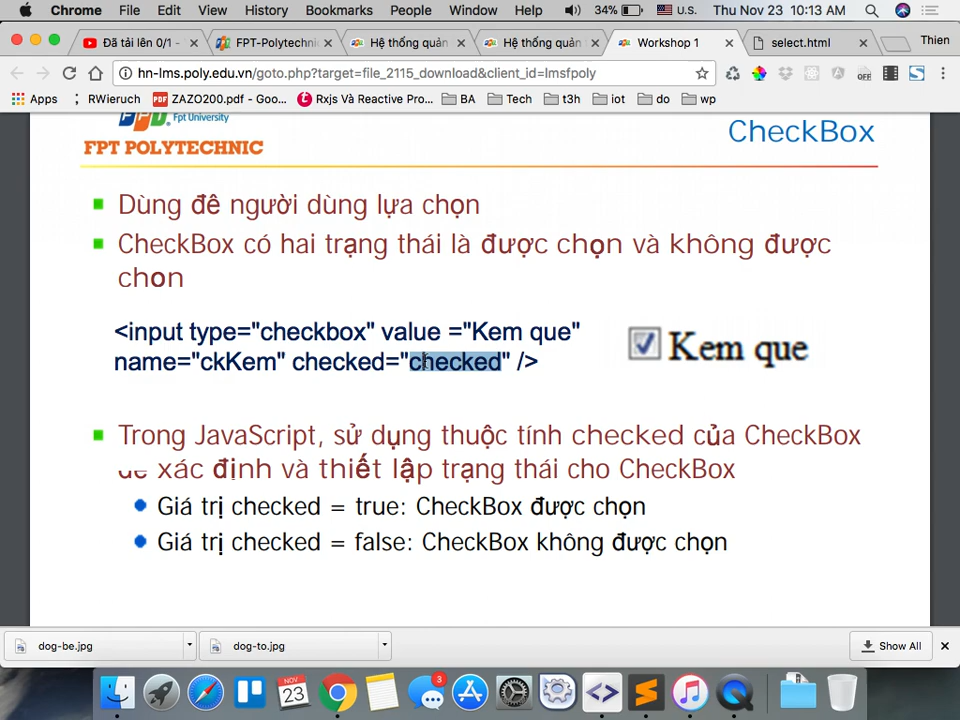 Chrome File Edit View History Bookmarks People Window Help 34% U.S. Thu Nov 23 10:13 AM
Đã tải lên 0/1 - FPT-Polytechnic Hệ thống quản Hệ thống quản Workshop 1 select.html Thien
hn-lms.poly.edu.vn/goto.php?target=file_2115_download&client_id=lmsfpoly OFF
Apps RWieruch ZAZO200.pdf - Goo... Rxjs Và Reactive Pro... BA Tech t3h iot do wp
Fpt University
FPT POLYTECHNIC
CheckBox
Dùng để người dùng lựa chọn
CheckBox có hai trạng thái là được chọn và không được
chọn
<input type="checkbox" value ="Kem que"
name="ckKem" checked="checked" />
Kem que
Trong JavaScript, sử dụng thuộc tính checked của CheckBox
để xác định và thiết lập trạng thái cho CheckBox
Giá trị checked = true: CheckBox được chọn
Giá trị checked = false: CheckBox không được chọn
dog-be.jpg dog-to.jpg Show All
NOV 23 3